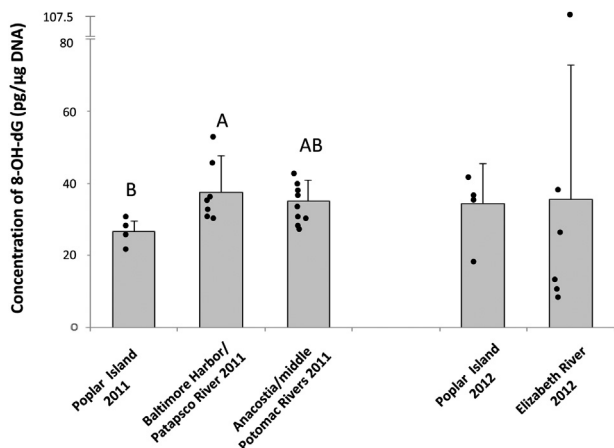 Concentration of 8-OH-dG (pg/µg DNA)
107.5
80
60
40
20
0
B
A
AB
Poplar Island
2011
Baltimore Harbor/
Patapsco River 2011
Anacostia/middle
Potomac Rivers 2011
Poplar Island
2012
Elizabeth River
2012